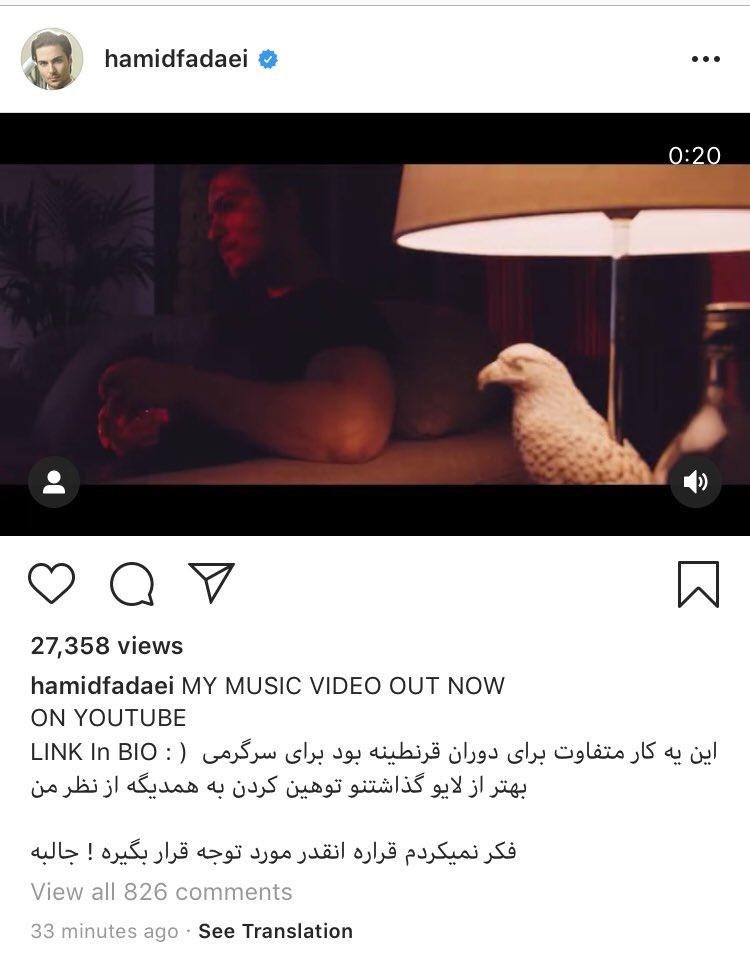 hamidfadaei
0:20
27,358 views
hamidfadaei MY MUSIC VIDEO OUT NOW
ON YOUTUBE
LINK In BIO : ) این یه کار متفاوت برای دوران قرنطینه بود برای سرگرمی
بهتر از لایو گذاشتنو توهین کردن به همدیگه از نظر من
فکر نمیکردم قراره انقدر مورد توجه قرار بگیره ! جالبه
View all 826 comments
33 minutes ago · See Translation